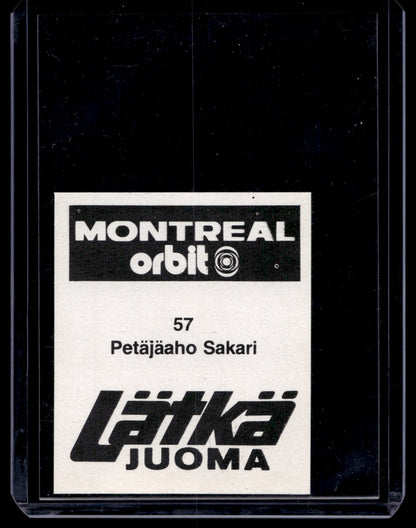 MONTREAL
orbit
57
Petäjäaho Sakari
Lätkä
JUOMA